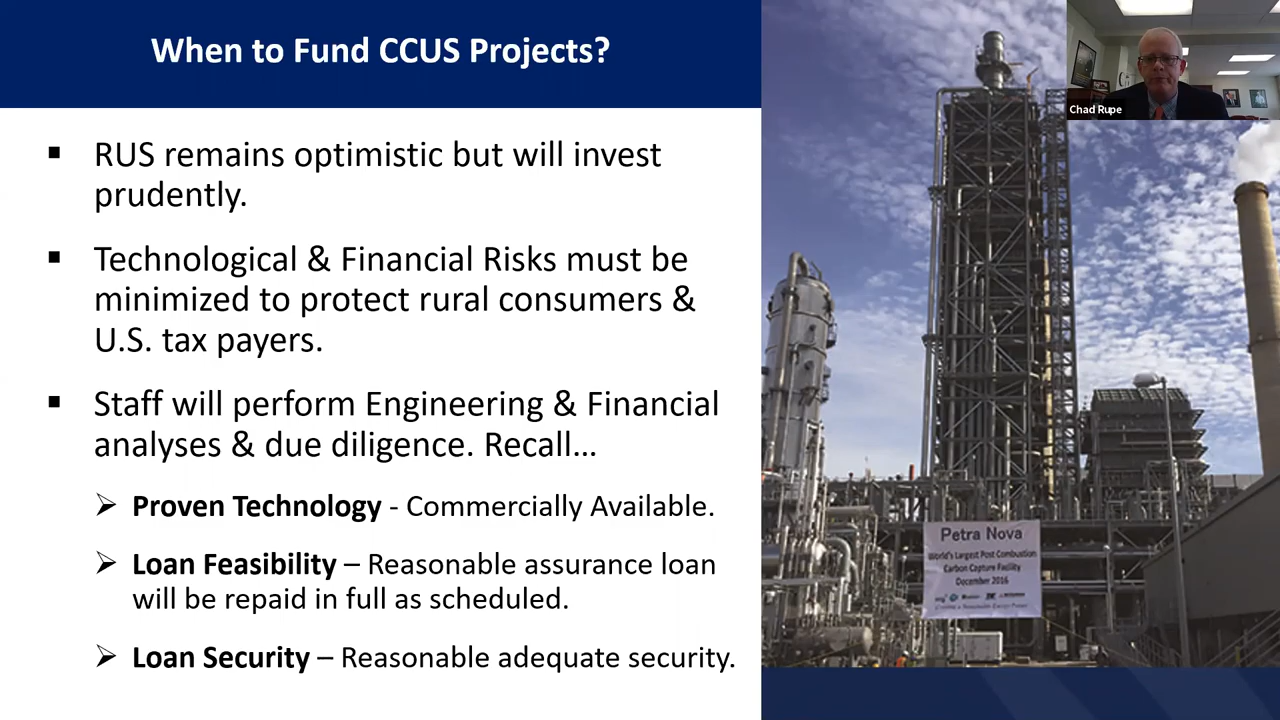 When to Fund CCUS Projects?
Chad Rupe
▪ RUS remains optimistic but will invest
prudently.
▪ Technological & Financial Risks must be
minimized to protect rural consumers &
U.S. tax payers.
▪ Staff will perform Engineering & Financial
analyses & due diligence. Recall…
➢ Proven Technology - Commercially Available.
➢ Loan Feasibility – Reasonable assurance loan
will be repaid in full as scheduled.
➢ Loan Security – Reasonable adequate security.
Petra Nova
World's Largest Post Combustion
Carbon Capture Facility
December 2016